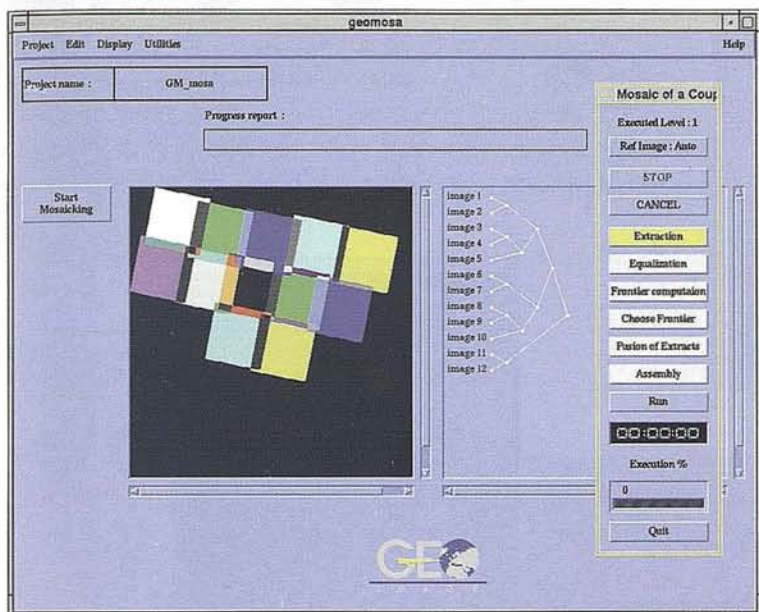 geomosa
Project Edit Display Utilities Help
Project name : GM_mosa
Progress report :
Start
Mosaicking
image 1
image 2
image 3
image 4
image 5
image 6
image 7
image 8
image 9
image 10
image 11
image 12
Mosaic of a Coup
Executed Level : 1
Ref Image : Auto
STOP
CANCEL
Extraction
Equalization
Frontier computaion
Choose Frontier
Fusion of Extracts
Assembly
Run
00:00:00
Execution %
0
Quit
GEO
IMAGE